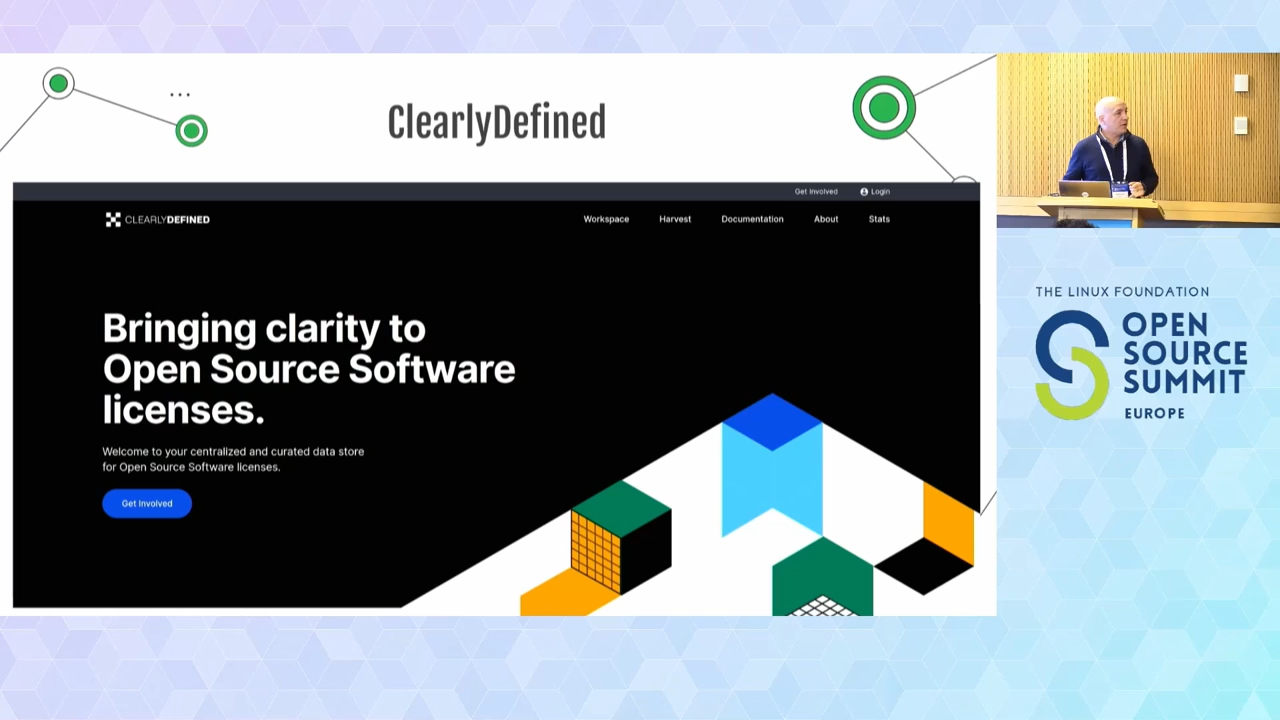 ...
ClearlyDefined
Get Involved
Login
CLEARLYDEFINED
Workspace
Harvest
Documentation
About
Stats
Bringing clarity to
Open Source Software
licenses.
Welcome to your centralized and curated data store
for Open Source Software licenses.
Get Involved
THE LINUX FOUNDATION
OPEN
SOURCE
SUMMIT
EUROPE